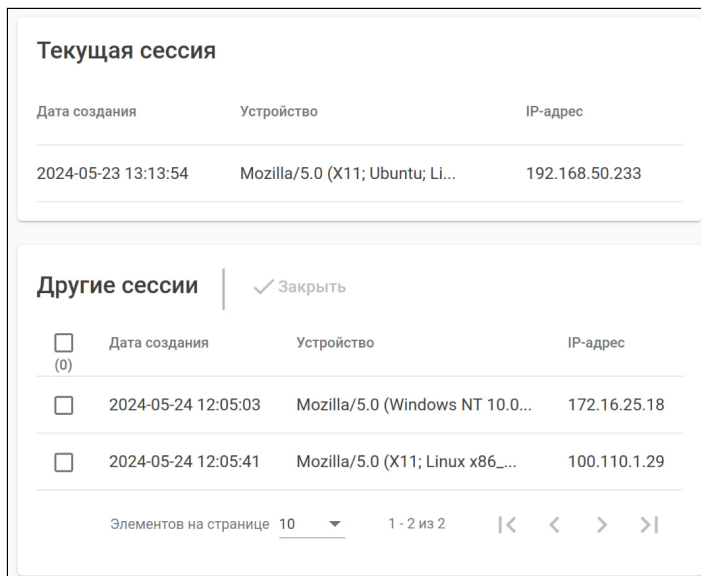 Текущая сессия
Дата создания Устройство IP-адрес
2024-05-23 13:13:54 Mozilla/5.0 (X11; Ubuntu; Li... 192.168.50.233
Другие сессии Закрыть
Дата создания Устройство IP-адрес
(0)
2024-05-24 12:05:03 Mozilla/5.0 (Windows NT 10.0... 172.16.25.18
2024-05-24 12:05:41 Mozilla/5.0 (X11; Linux x86_... 100.110.1.29
Элементов на странице 10 1 - 2 из 2